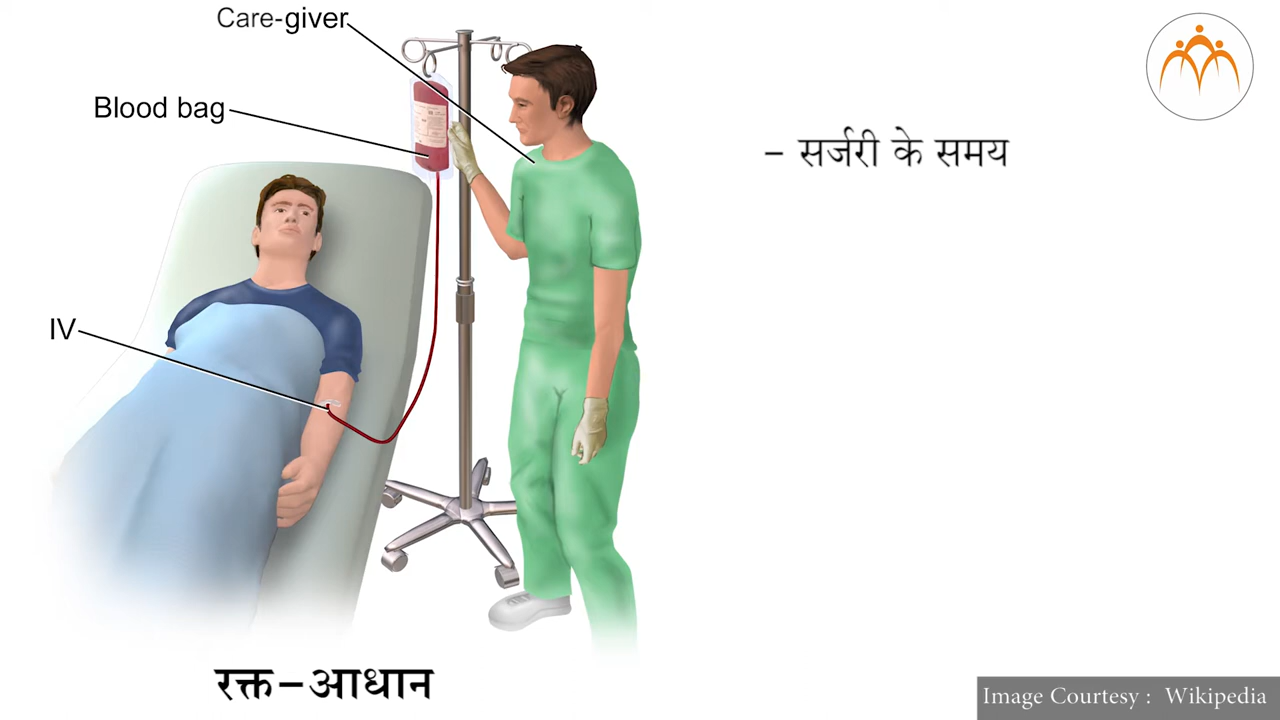 Care-giver
Blood bag
- सर्जरी के समय
IV
रक्त-आधान
Image Courtesy : Wikipedia